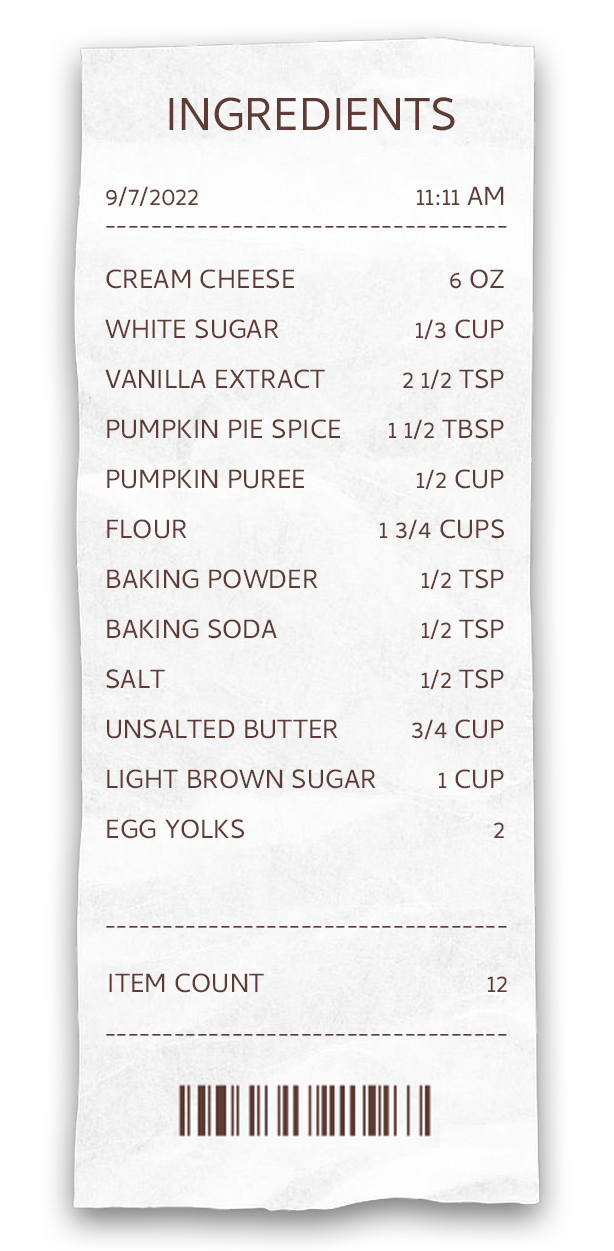 INGREDIENTS
9/7/2022 11:11 AM
CREAM CHEESE 6 OZ
WHITE SUGAR 1/3 CUP
VANILLA EXTRACT 2 1/2 TSP
PUMPKIN PIE SPICE 1 1/2 TBSP
PUMPKIN PUREE 1/2 CUP
FLOUR 1 3/4 CUPS
BAKING POWDER 1/2 TSP
BAKING SODA 1/2 TSP
SALT 1/2 TSP
UNSALTED BUTTER 3/4 CUP
LIGHT BROWN SUGAR 1 CUP
EGG YOLKS 2
ITEM COUNT 12